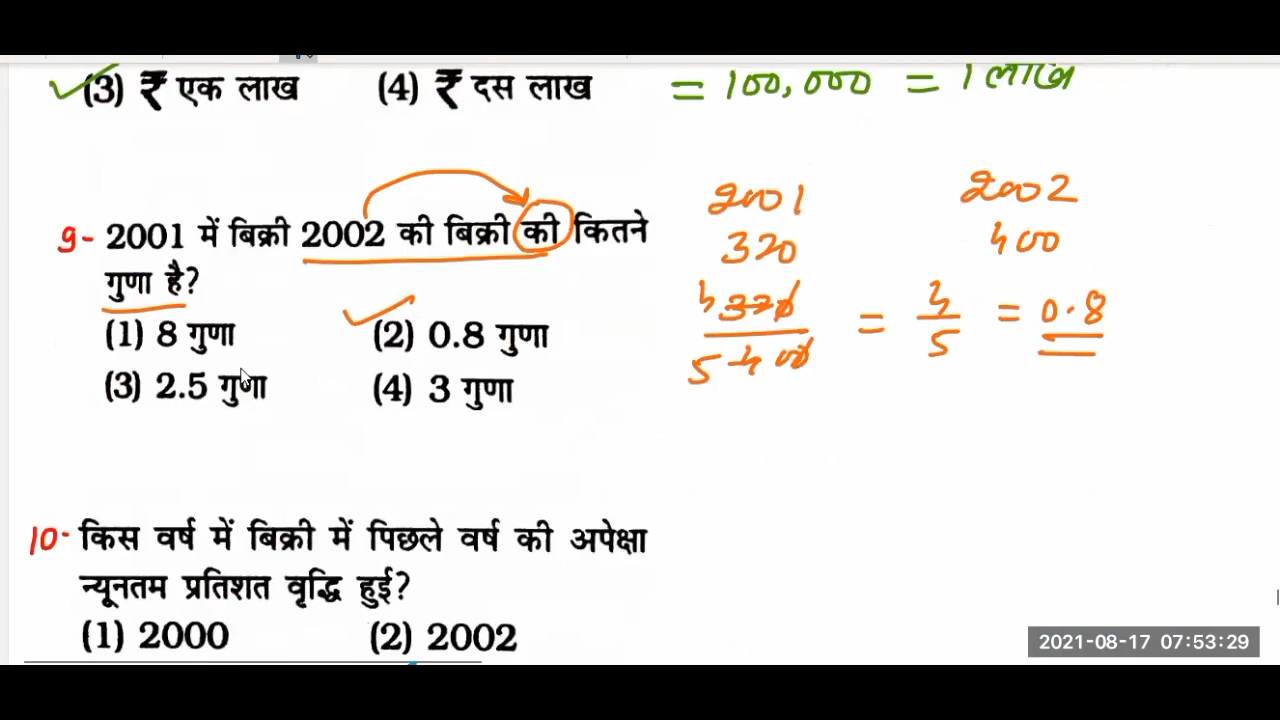 (3) ₹ एक लाख (4) ₹ दस लाख = 100,000 = 1 लाख
9- 2001 में बिक्री 2002 की बिक्री की कितने
गुणा है?
(1) 8 गुणा (2) 0.8 गुणा
(3) 2.5 गुणा (4) 3 गुणा
2001 2002
320 400
4 320 / 5 400 = 4/5 = 0.8
10- किस वर्ष में बिक्री में पिछले वर्ष की अपेक्षा
न्यूनतम प्रतिशत वृद्धि हुई?
(1) 2000 (2) 2002
2021-08-17 07:53:29